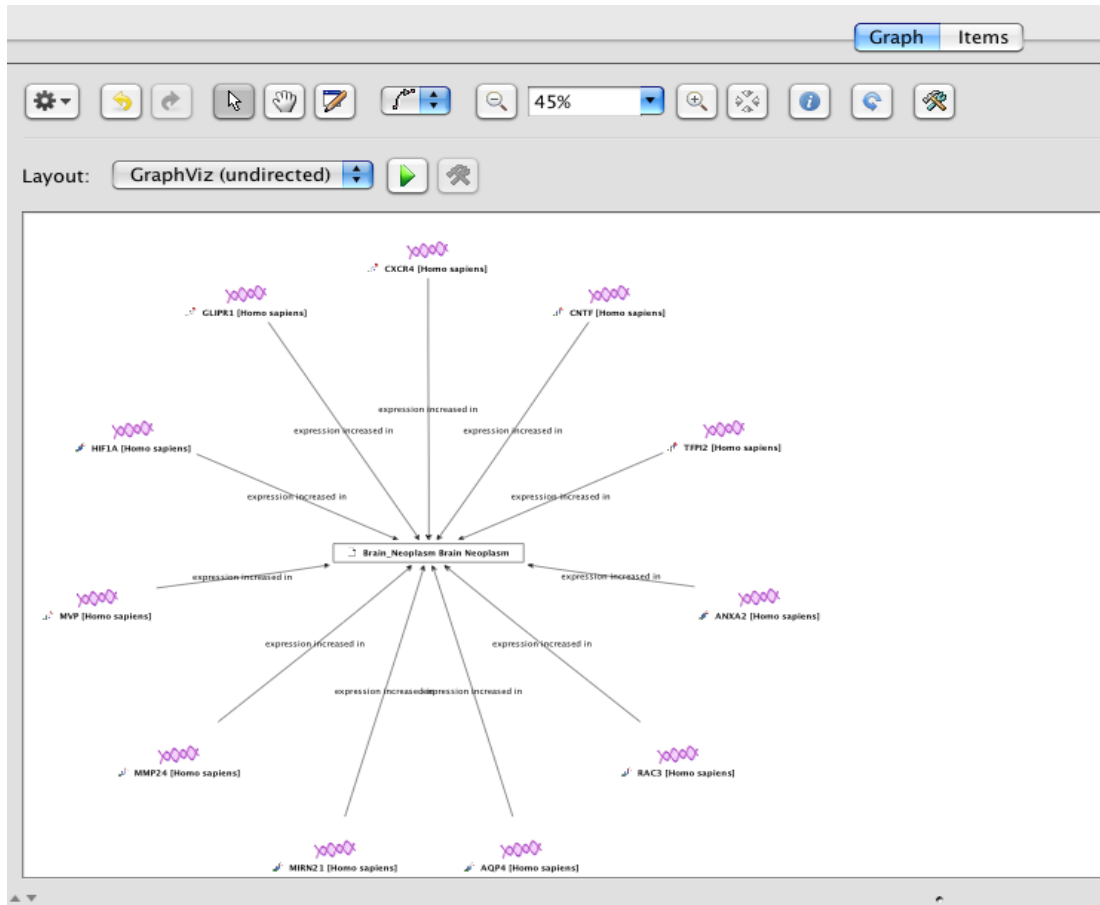 Graph Items
45%
Layout: GraphViz (undirected)
CXCR4 [Homo sapiens]
GLIPR1 [Homo sapiens]
CNTF [Homo sapiens]
expression increased in
expression increased in
expression increased in
HIF1A [Homo sapiens]
TFPI2 [Homo sapiens]
expression increased in
expression increased in
Brain_Neoplasm Brain Neoplasm
expression increased in
expression increased in
MVP [Homo sapiens]
ANXA2 [Homo sapiens]
expression increased in
expression increased in
expression increased in
expression increased in
MMP24 [Homo sapiens]
RAC3 [Homo sapiens]
MIRN21 [Homo sapiens]
AQP4 [Homo sapiens]